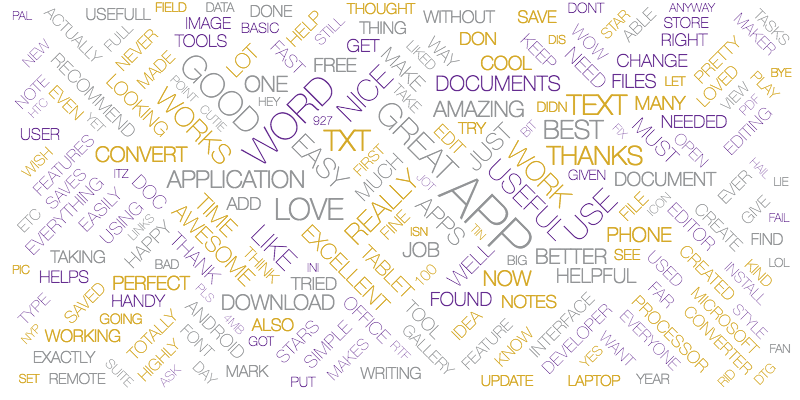 PAL
ACTUALLY
USEFULL
FIELD
DATA
DONE
IMAGE
TOOLS
BASIC
HELP
STILL
THOUGHT
THING
GET
WITHOUT
SAVE
DONT
STAR
ABLE
ANYWAY
STORE
RIGHT
TASKS
MAKER
NEW
FULL
NEVER
MADE
LOT
FAST
FREE
LIKED
WAY
DON
COOL
DIS
KEEP
WOW
NEED
CHANGE
FILES
LET
PRETTY
LOVED
PLAY
BYE
NOTE
HTC
EVEN
YET
RECOMMEND
LOOKING
WORKS
POINT
CUTE
GOOD
ONE
HEY
WORD
927
NICE
MAKE
TAKE
DOCUMENTS
AMAZING
DIDN
TEXT
MANY
VIEW
PDF
EDITING
USER
WISH
FEATURES
CONVERT
EASY
TXT
GREAT
EDIT
TRY
JUST
BIT
BEST
FIX
MUST
NEEDED
OPEN
ITZ
DOC
APPLICATION
FIRST
MUCH
JOT
WORK
THANKS
GIVEN
DOCUMENT
HAIL
LIE
EVER
ETC
SAVES
EVERYTHING
EASILY
USING
LINKS
ADD
LOVE
REALLY
FINE
APPS
APP
USEFUL
USE
FILE
ICON
EDITOR
CREATE
GIVE
FAIL
TIME
AWESOME
HAPPY
THANK
LIKE
THINK
EXCELLENT
ISN
TIN
JOB
WELL
BIG
BETTER
PHONE
SEE
FIND
TAKING
BAD
PIC
HELPS
PERFECT
PLS
INI
TRIED
TABLET
100
NOW
HELPFUL
USED
CREATED
KIND
INSTALL
LOL
TYPE
SAVED
HANDY
GOING
4MB
DOWNLOAD
FOUND
NOTES
FAR
MICROSOFT
STYLE
NYP
WORKING
TOTALLY
ANDROID
ALSO
GOT
STARS
SIMPLE
OFFICE
TOOL
IDEA
INTERFACE
DEVELOPER
EVERYONE
PROCESSOR
CONVERTER
EXACTLY
HIGHLY
FONT
MAKES
RTF
GALLERY
FEATURE
KNOW
YES
WANT
FAN
SET
REMOTE
SUITE
ASK
DAY
MARK
PUT
WRITING
UPDATE
LAPTOP
YEAR
RID
DTG